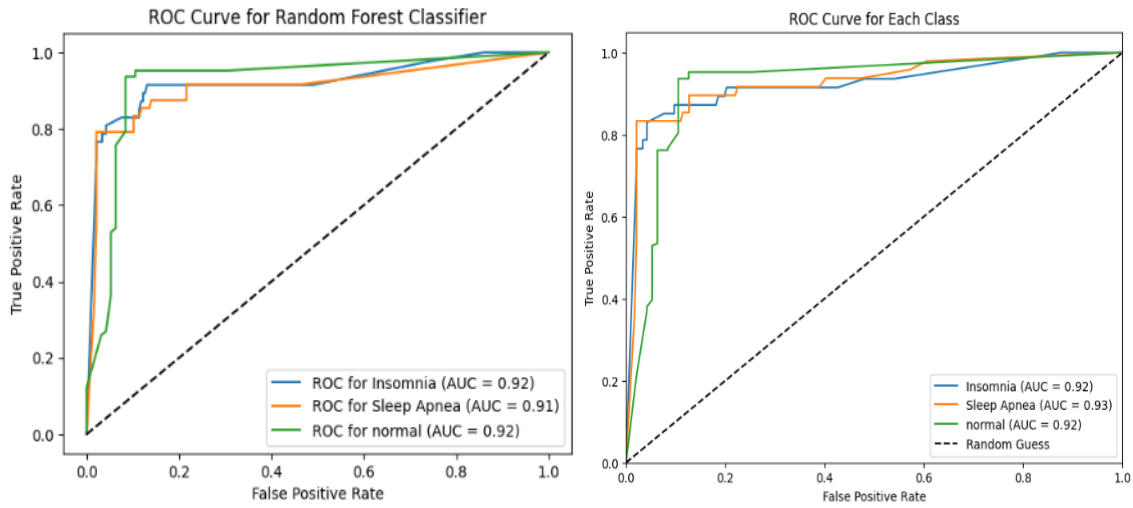 ROC Curve for Random Forest Classifier
1.0
0.8
0.6
0.4
0.2
0.0
True Positive Rate
ROC for Insomnia (AUC = 0.92)
ROC for Sleep Apnea (AUC = 0.91)
ROC for normal (AUC = 0.92)
0.0 0.2 0.4 0.6 0.8 1.0
False Positive Rate
ROC Curve for Each Class
1.0
0.8
0.6
0.4
0.2
0.0
True Positive Rate
Insomnia (AUC = 0.92)
Sleep Apnea (AUC = 0.93)
normal (AUC = 0.92)
Random Guess
0.0 0.2 0.4 0.6 0.8 1.0
False Positive Rate